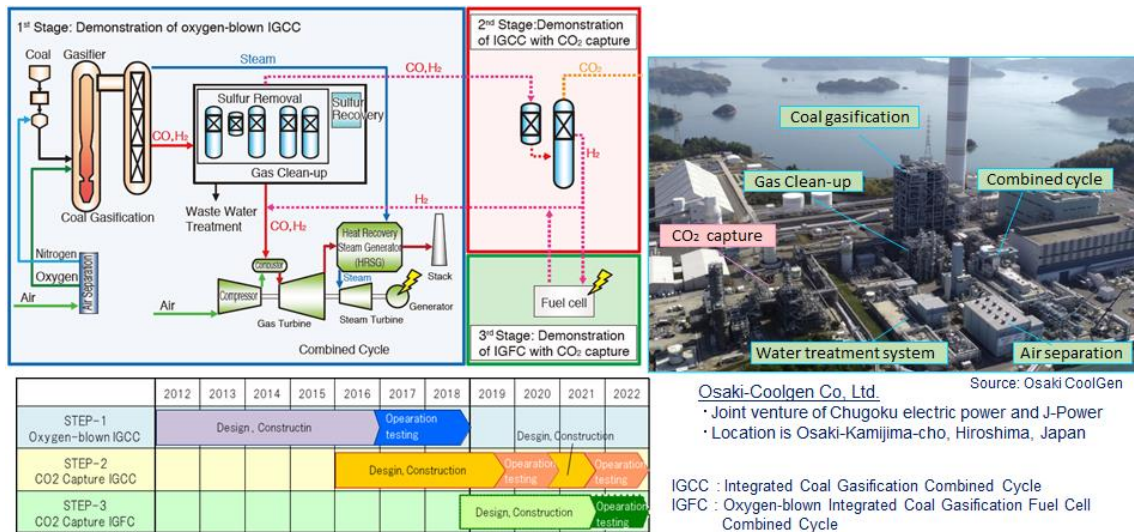 1st Stage: Demonstration of oxygen-blown IGCC
Coal
Gasifier
Steam
CO,H2
Sulfur Removal
Sulfur
Recovery
CO,H2
Gas Clean-up
Coal Gasification
Waste Water
Treatment
CO,H2
H2
Nitrogen
Oxygen
Air
Air Separation
Air
Compressor
Combustor
Gas Turbine
Heat Recovery
Steam Generator
(HRSG)
Steam
Steam Turbine
Generator
Stack
Combined Cycle
2nd Stage:Demonstration
of IGCC with CO2 capture
CO2
H2
Fuel cell
3rd Stage: Demonstration
of IGFC with CO2 capture
Coal gasification
Gas Clean-up
Combined cycle
CO2 capture
Water treatment system
Air separation
2012 2013 2014 2015 2016 2017 2018 2019 2020 2021 2022
STEP-1
Oxygen-blown IGCC
Design , Constructin
Opearation
testing
Desgin, Construction
STEP-2
CO2 Capture IGCC
Desgin, Construction
Opearation
testing
Opearation
testing
STEP-3
CO2 Capture IGFC
Desgin, Construction
Opearation
testing
Osaki-Coolgen Co, Ltd.
Source: Osaki CoolGen
・Joint venture of Chugoku electric power and J-Power
・Location is Osaki-Kamijima-cho, Hiroshima, Japan
IGCC : Integrated Coal Gasification Combined Cycle
IGFC : Oxygen-blown Integrated Coal Gasification Fuel Cell
Combined Cycle